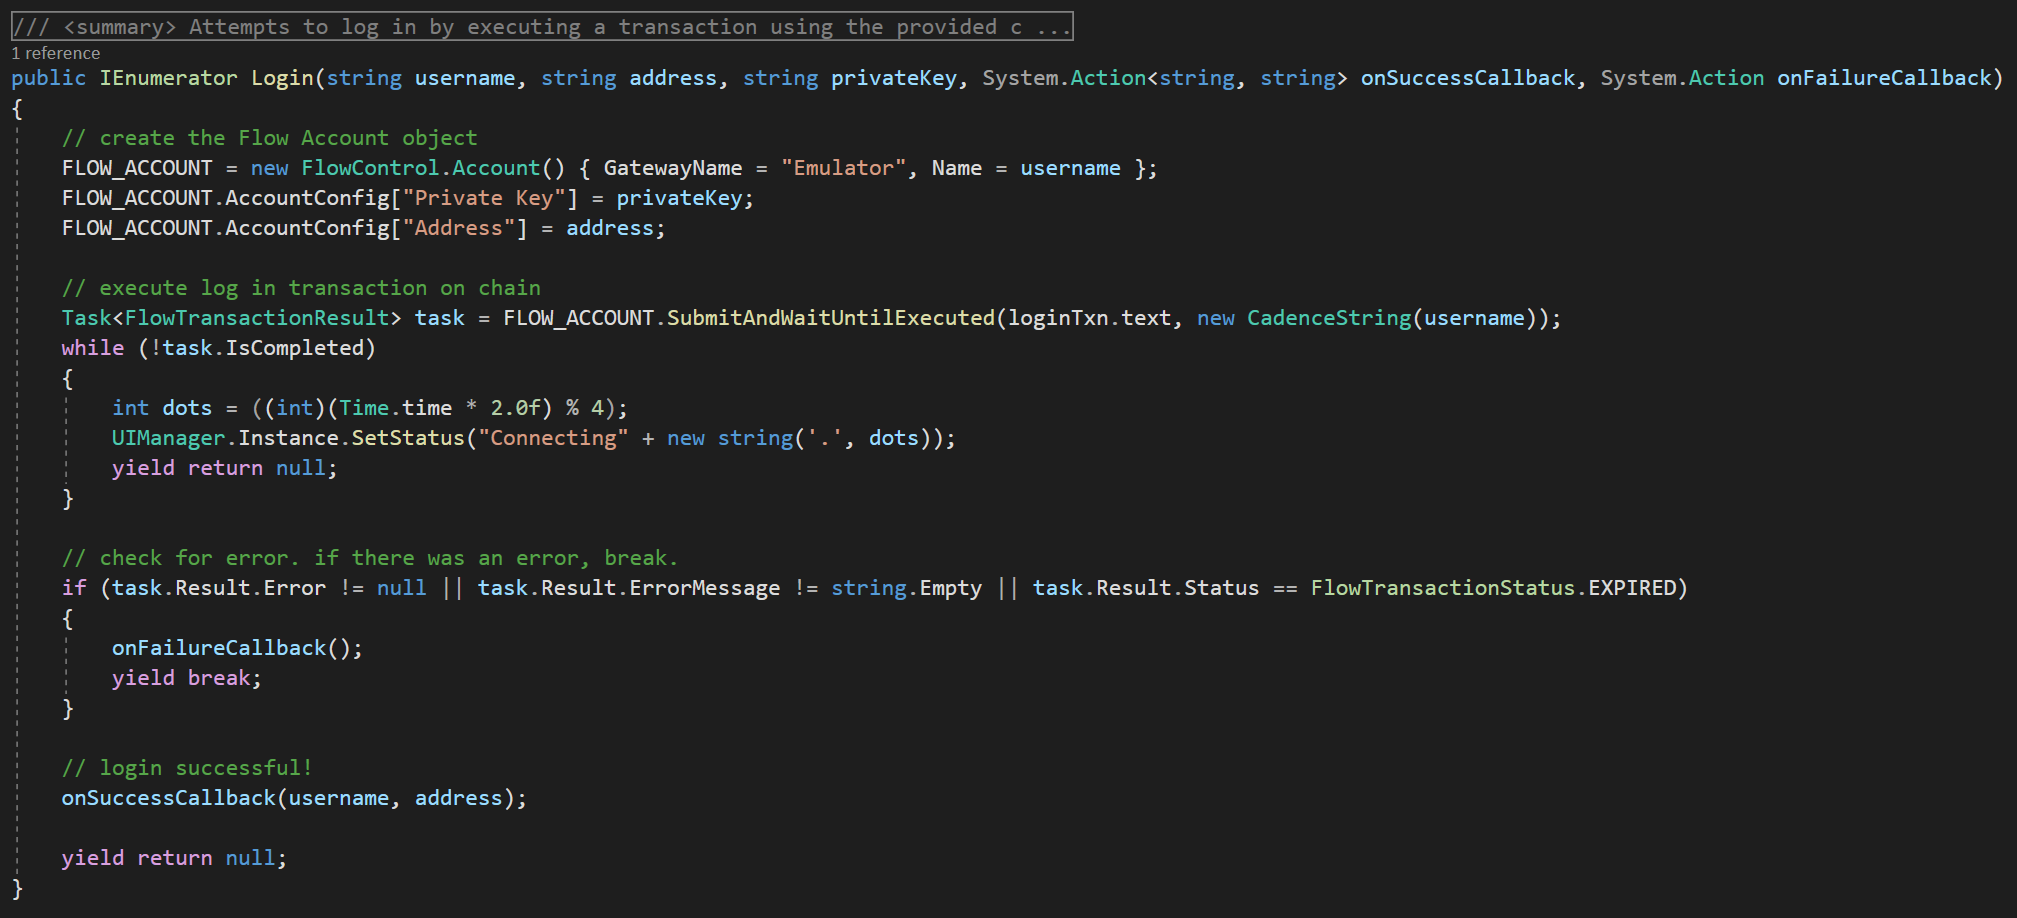 /// <summary> Attempts to log in by executing a transaction using the provided c ...
1 reference
public IEnumerator Login(string username, string address, string privateKey, System.Action<string, string> onSuccessCallback, System.Action onFailureCallback)
{
    // create the Flow Account object
    FLOW_ACCOUNT = new FlowControl.Account() { GatewayName = "Emulator", Name = username };
    FLOW_ACCOUNT.AccountConfig["Private Key"] = privateKey;
    FLOW_ACCOUNT.AccountConfig["Address"] = address;

    // execute log in transaction on chain
    Task<FlowTransactionResult> task = FLOW_ACCOUNT.SubmitAndWaitUntilExecuted(loginTxn.text, new CadenceString(username));
    while (!task.IsCompleted)
    {
        int dots = ((int)(Time.time * 2.0f) % 4);
        UIManager.Instance.SetStatus("Connecting" + new string('.', dots));
        yield return null;
    }

    // check for error. if there was an error, break.
    if (task.Result.Error != null || task.Result.ErrorMessage != string.Empty || task.Result.Status == FlowTransactionStatus.EXPIRED)
    {
        onFailureCallback();
        yield break;
    }

    // login successful!
    onSuccessCallback(username, address);

    yield return null;
}